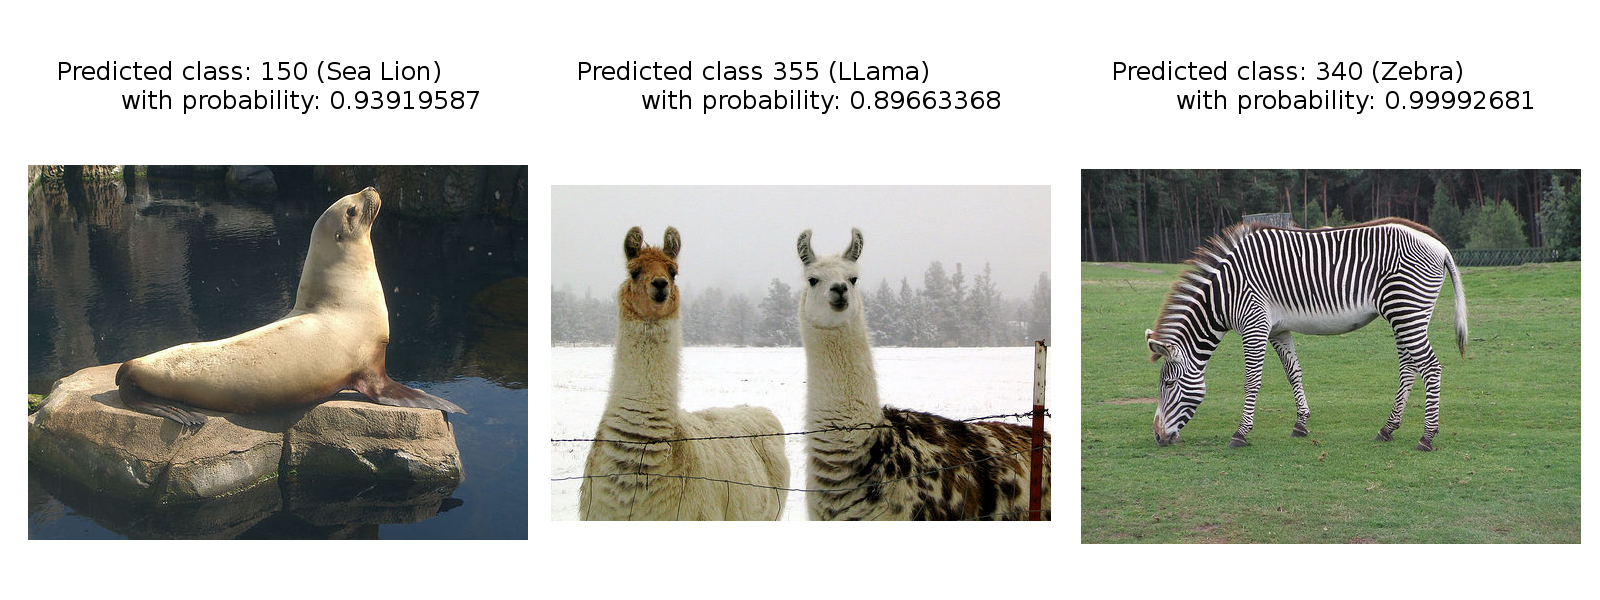 Predicted class: 150 (Sea Lion)
with probability: 0.93919587
Predicted class 355 (LLama)
with probability: 0.89663368
Predicted class: 340 (Zebra)
with probability: 0.99992681